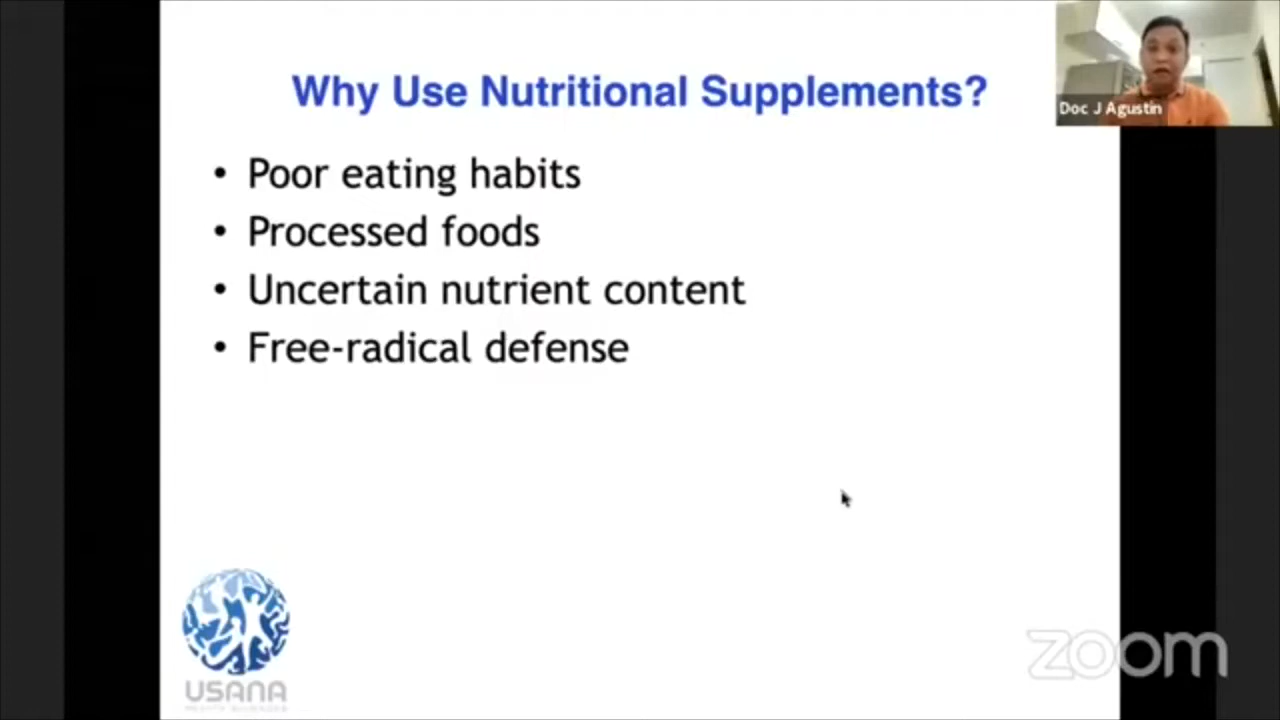 Why Use Nutritional Supplements?
Doc J Agustin
• Poor eating habits
• Processed foods
• Uncertain nutrient content
• Free-radical defense
USANA
zoom